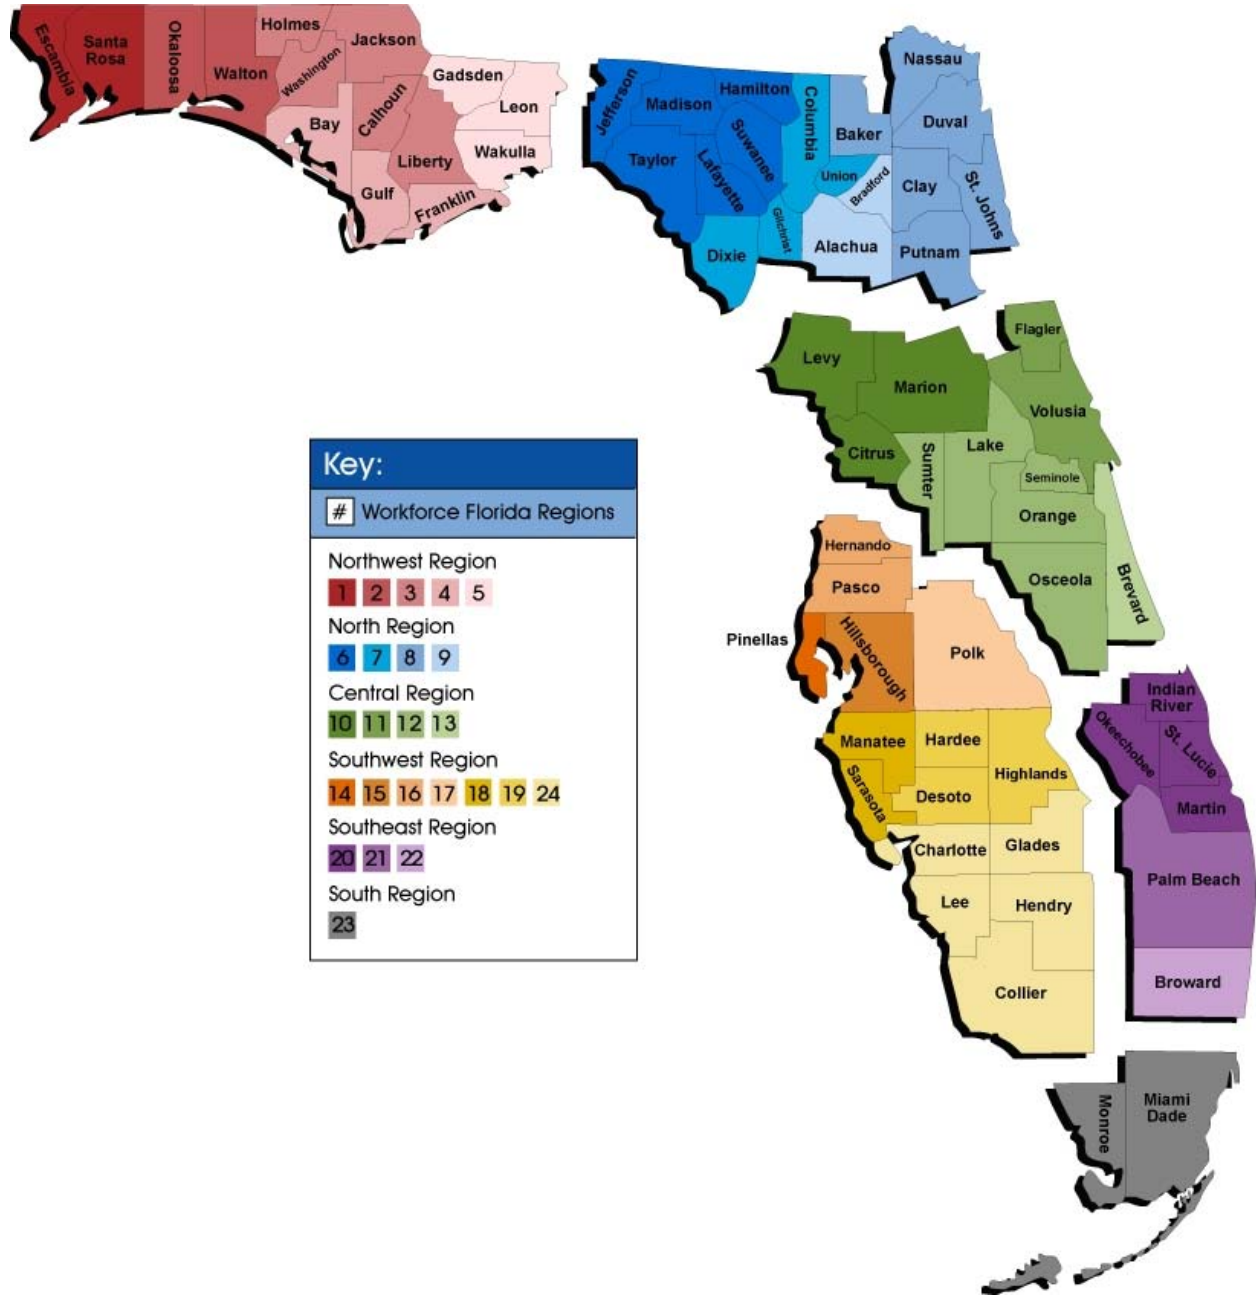 Escambia
Santa
Rosa
Okaloosa
Walton
Holmes
Washington
Jackson
Bay
Calhoun
Gulf
Liberty
Franklin
Gadsden
Leon
Wakulla
Jefferson
Madison
Hamilton
Taylor
Lafayette
Suwanee
Columbia
Dixie
Gilchrist
Union
Bradford
Baker
Alachua
Nassau
Duval
Clay
St. Johns
Putnam
Levy
Marion
Citrus
Flagler
Volusia
Sumter
Lake
Seminole
Orange
Osceola
Brevard
Key:
# Workforce Florida Regions
Northwest Region
1 2 3 4 5
North Region
6 7 8 9
Central Region
10 11 12 13
Southwest Region
14 15 16 17 18 19 24
Southeast Region
20 21 22
South Region
23
Hernando
Pasco
Pinellas
Hillsborough
Polk
Manatee
Sarasota
Hardee
Desoto
Highlands
Charlotte
Glades
Lee
Hendry
Collier
Indian
River
Okeechobee
St. Lucie
Martin
Palm Beach
Broward
Monroe
Miami
Dade